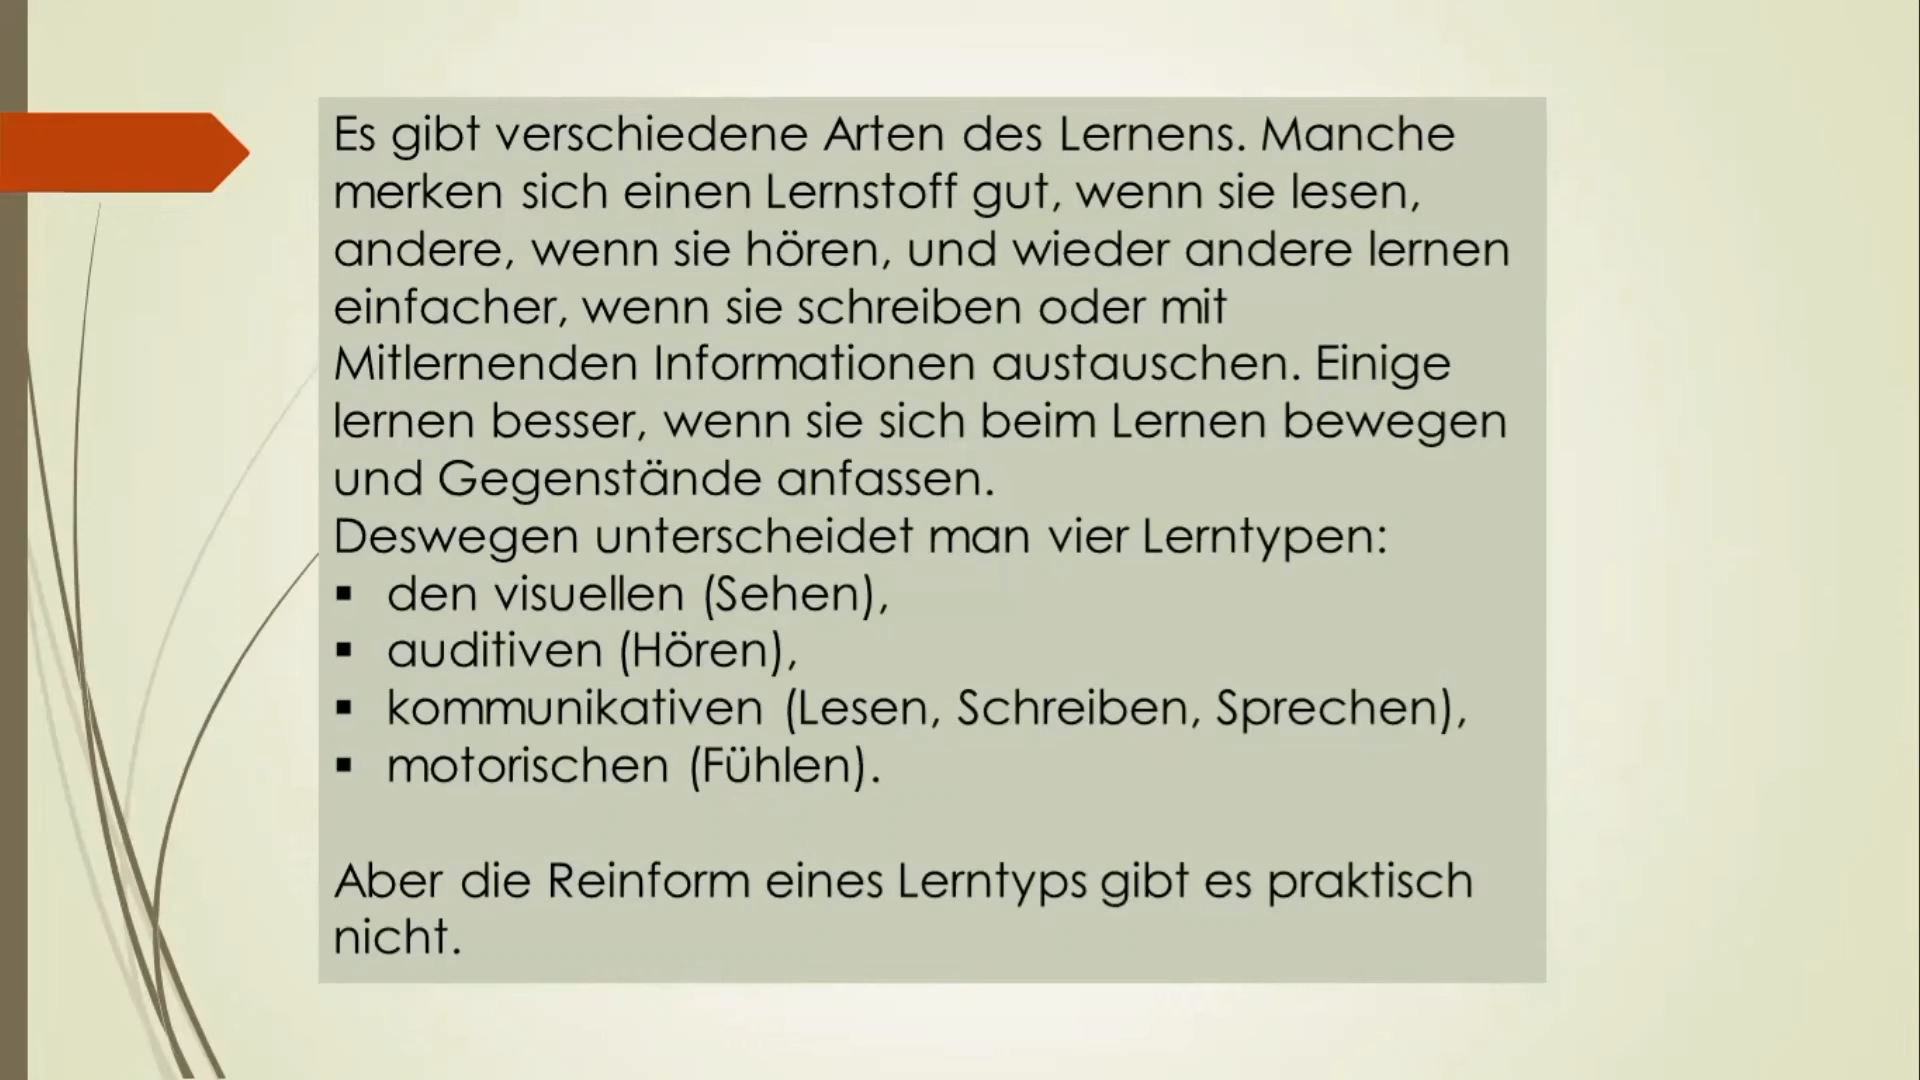 Es gibt verschiedene Arten des Lernens. Manche
merken sich einen Lernstoff gut, wenn sie lesen,
andere, wenn sie hören, und wieder andere lernen
einfacher, wenn sie schreiben oder mit
Mitlernenden Informationen austauschen. Einige
lernen besser, wenn sie sich beim Lernen bewegen
und Gegenstände anfassen.
Deswegen unterscheidet man vier Lerntypen:
▪ den visuellen (Sehen),
▪ auditiven (Hören),
▪ kommunikativen (Lesen, Schreiben, Sprechen),
▪ motorischen (Fühlen).
Aber die Reinform eines Lerntyps gibt es praktisch
nicht.